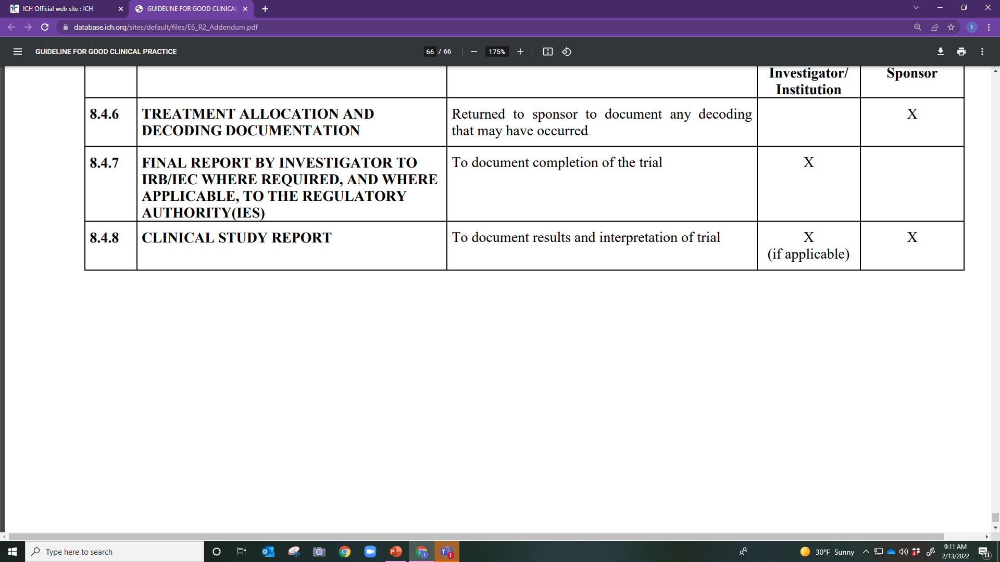 ICH Official web site : ICH
GUIDELINE FOR GOOD CLINICAL
database.ich.org/sites/default/files/E6_R2_Addendum.pdf
t
GUIDELINE FOR GOOD CLINICAL PRACTICE
66 / 66
175%
Investigator/
Institution
Sponsor
8.4.6
TREATMENT ALLOCATION AND
DECODING DOCUMENTATION
Returned to sponsor to document any decoding
that may have occurred
X
8.4.7
FINAL REPORT BY INVESTIGATOR TO
IRB/IEC WHERE REQUIRED, AND WHERE
APPLICABLE, TO THE REGULATORY
AUTHORITY(IES)
To document completion of the trial
X
8.4.8
CLINICAL STUDY REPORT
To document results and interpretation of trial
X
(if applicable)
X
Type here to search
30°F Sunny
9:11 AM
2/13/2022
13